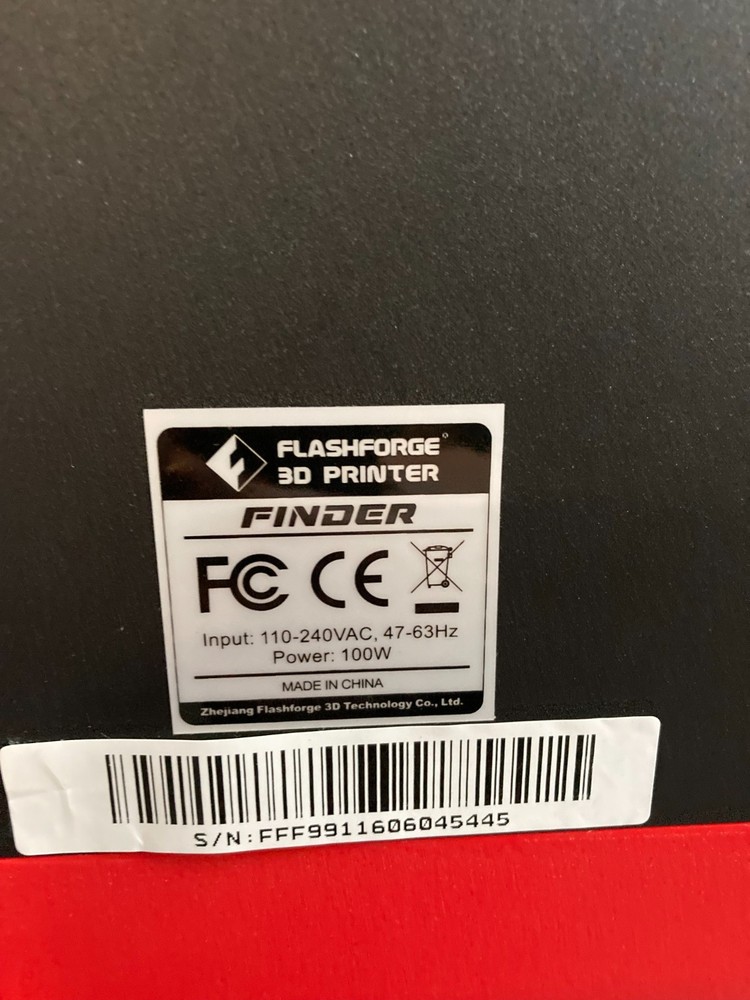 FLASHFORGE®
3D PRINTER
FINDER
FC CE
Input: 110-240VAC, 47-63Hz
Power: 100W
MADE IN CHINA
Zhejiang Flashforge 3D Technology Co., Ltd.
S/N:FFF9911606045445